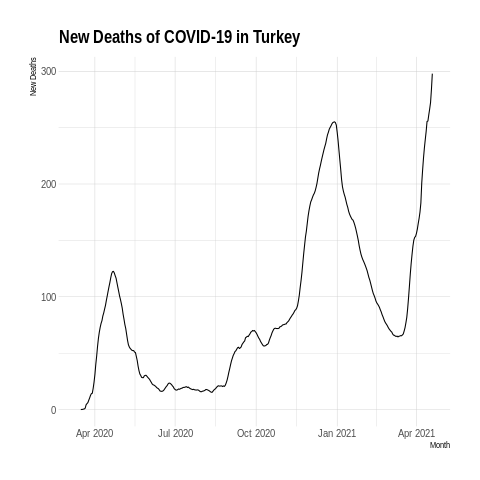 New Deaths of COVID-19 in Turkey
New Deaths
300
200
100
0
Apr 2020 Jul 2020 Oct 2020 Jan 2021 Apr 2021
Month